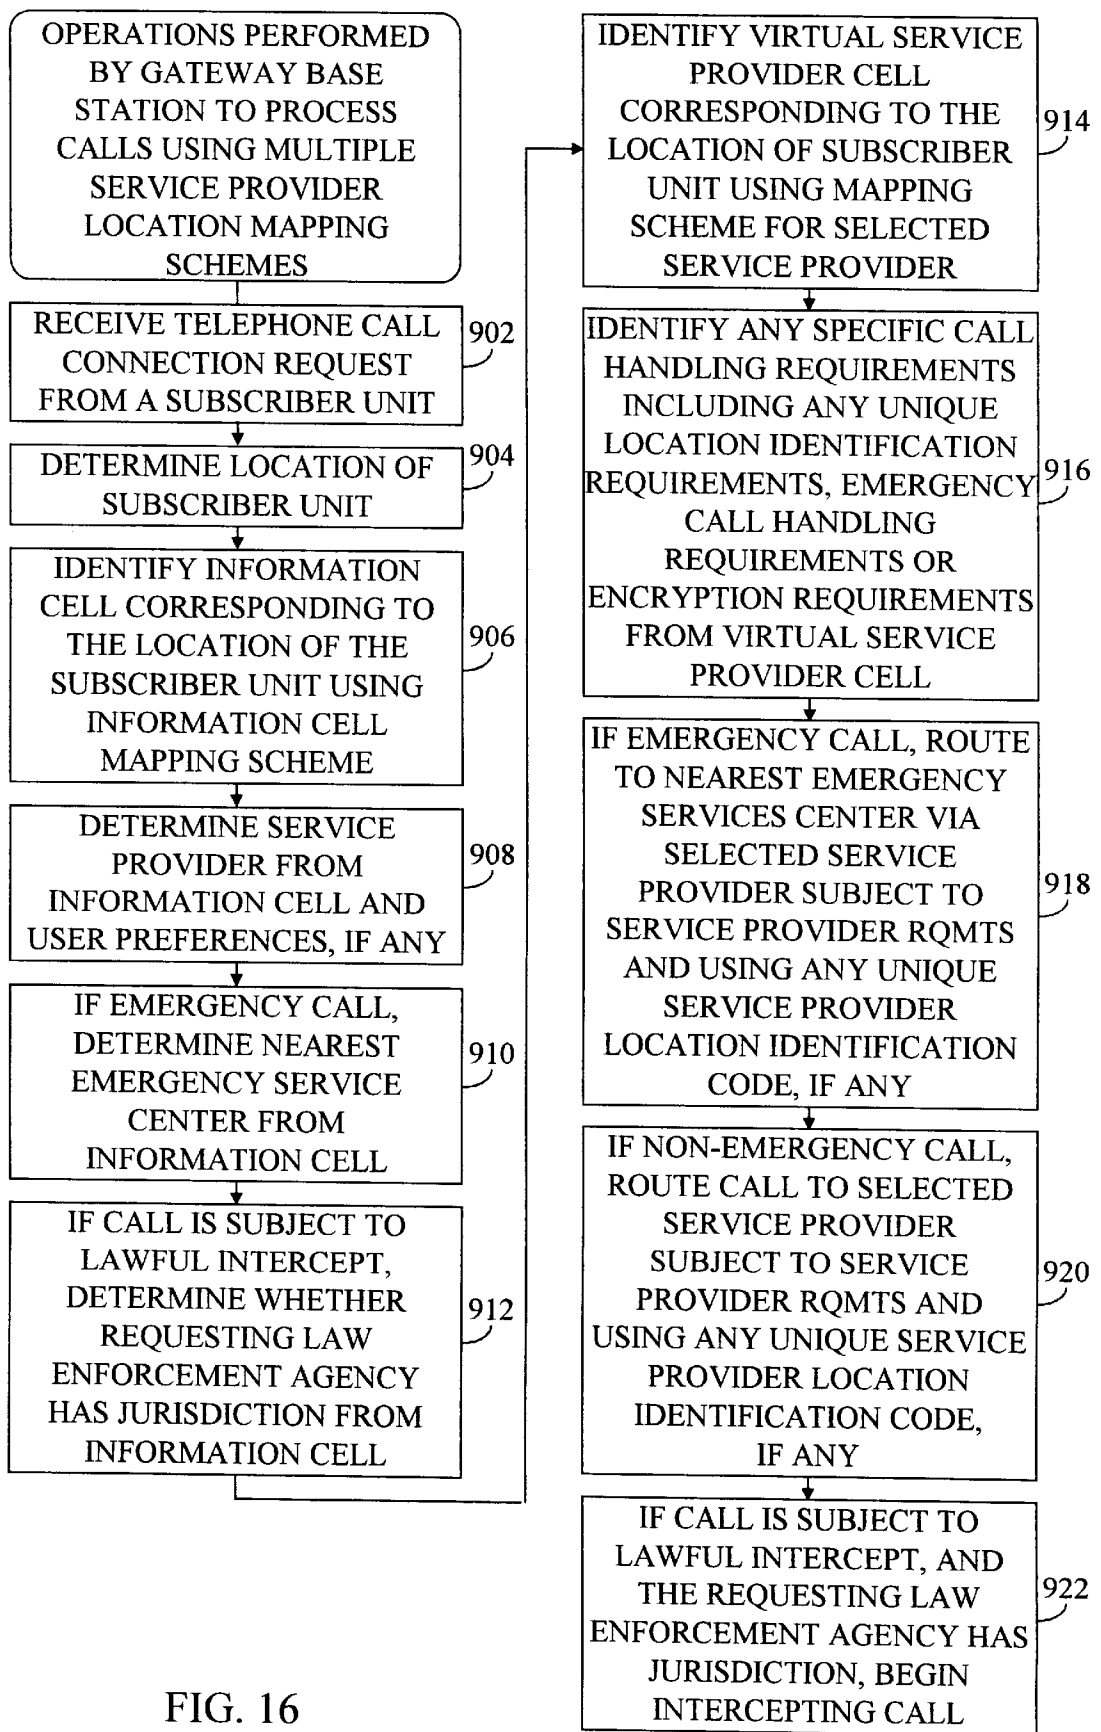 OPERATIONS PERFORMED
BY GATEWAY BASE
STATION TO PROCESS
CALLS USING MULTIPLE
SERVICE PROVIDER
LOCATION MAPPING
SCHEMES
RECEIVE TELEPHONE CALL
CONNECTION REQUEST
FROM A SUBSCRIBER UNIT
902
DETERMINE LOCATION OF
SUBSCRIBER UNIT
904
IDENTIFY INFORMATION
CELL CORRESPONDING TO
THE LOCATION OF THE
SUBSCRIBER UNIT USING
INFORMATION CELL
MAPPING SCHEME
906
DETERMINE SERVICE
PROVIDER FROM
INFORMATION CELL AND
USER PREFERENCES, IF ANY
908
IF EMERGENCY CALL,
DETERMINE NEAREST
EMERGENCY SERVICE
CENTER FROM
INFORMATION CELL
910
IF CALL IS SUBJECT TO
LAWFUL INTERCEPT,
DETERMINE WHETHER
REQUESTING LAW
ENFORCEMENT AGENCY
HAS JURISDICTION FROM
INFORMATION CELL
912
IDENTIFY VIRTUAL SERVICE
PROVIDER CELL
CORRESPONDING TO THE
LOCATION OF SUBSCRIBER
UNIT USING MAPPING
SCHEME FOR SELECTED
SERVICE PROVIDER
914
IDENTIFY ANY SPECIFIC CALL
HANDLING REQUIREMENTS
INCLUDING ANY UNIQUE
LOCATION IDENTIFICATION
REQUIREMENTS, EMERGENCY
CALL HANDLING
REQUIREMENTS OR
ENCRYPTION REQUIREMENTS
FROM VIRTUAL SERVICE
PROVIDER CELL
916
IF EMERGENCY CALL, ROUTE
TO NEAREST EMERGENCY
SERVICES CENTER VIA
SELECTED SERVICE
PROVIDER SUBJECT TO
SERVICE PROVIDER RQMTS
AND USING ANY UNIQUE
SERVICE PROVIDER
LOCATION IDENTIFICATION
CODE, IF ANY
918
IF NON-EMERGENCY CALL,
ROUTE CALL TO SELECTED
SERVICE PROVIDER
SUBJECT TO SERVICE
PROVIDER RQMTS AND
USING ANY UNIQUE SERVICE
PROVIDER LOCATION
IDENTIFICATION CODE,
IF ANY
920
IF CALL IS SUBJECT TO
LAWFUL INTERCEPT, AND
THE REQUESTING LAW
ENFORCEMENT AGENCY HAS
JURISDICTION, BEGIN
INTERCEPTING CALL
922
FIG. 16